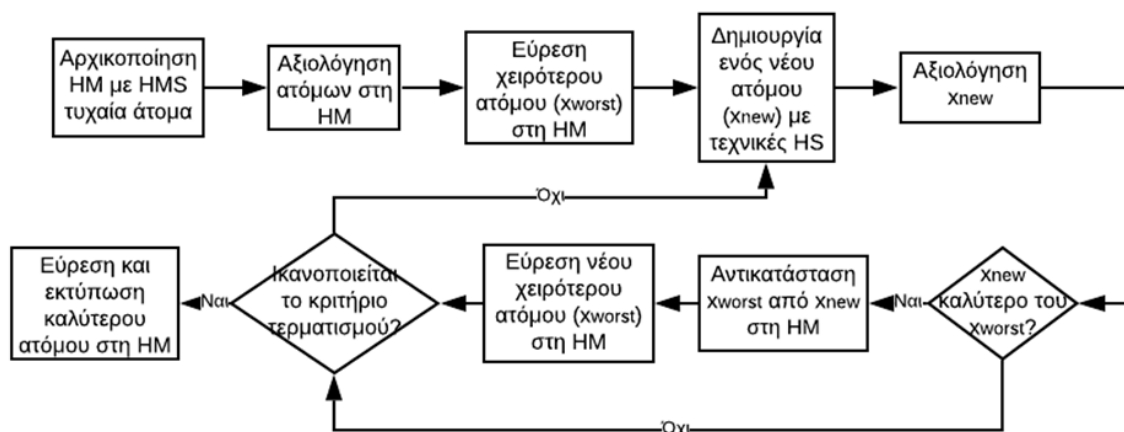 Αρχικοποίηση
HM με HMS
τυχαία άτομα
Αξιολόγηση
ατόμων στη
HM
Εύρεση
χειρότερου
ατόμου (xworst)
στη HM
Δημιουργία
ενός νέου
ατόμου
(xnew) με
τεχνικές HS
Αξιολόγηση
xnew
Όχι
Εύρεση και
εκτύπωση
καλύτερου
ατόμου στη HM
Ναι
Ικανοποιείται
το κριτήριο
τερματισμού?
Εύρεση νέου
χειρότερου
ατόμου (xworst)
στη HM
Αντικατάσταση
xworst από xnew
στη HM
Ναι
xnew
καλύτερο του
xworst?
Όχι